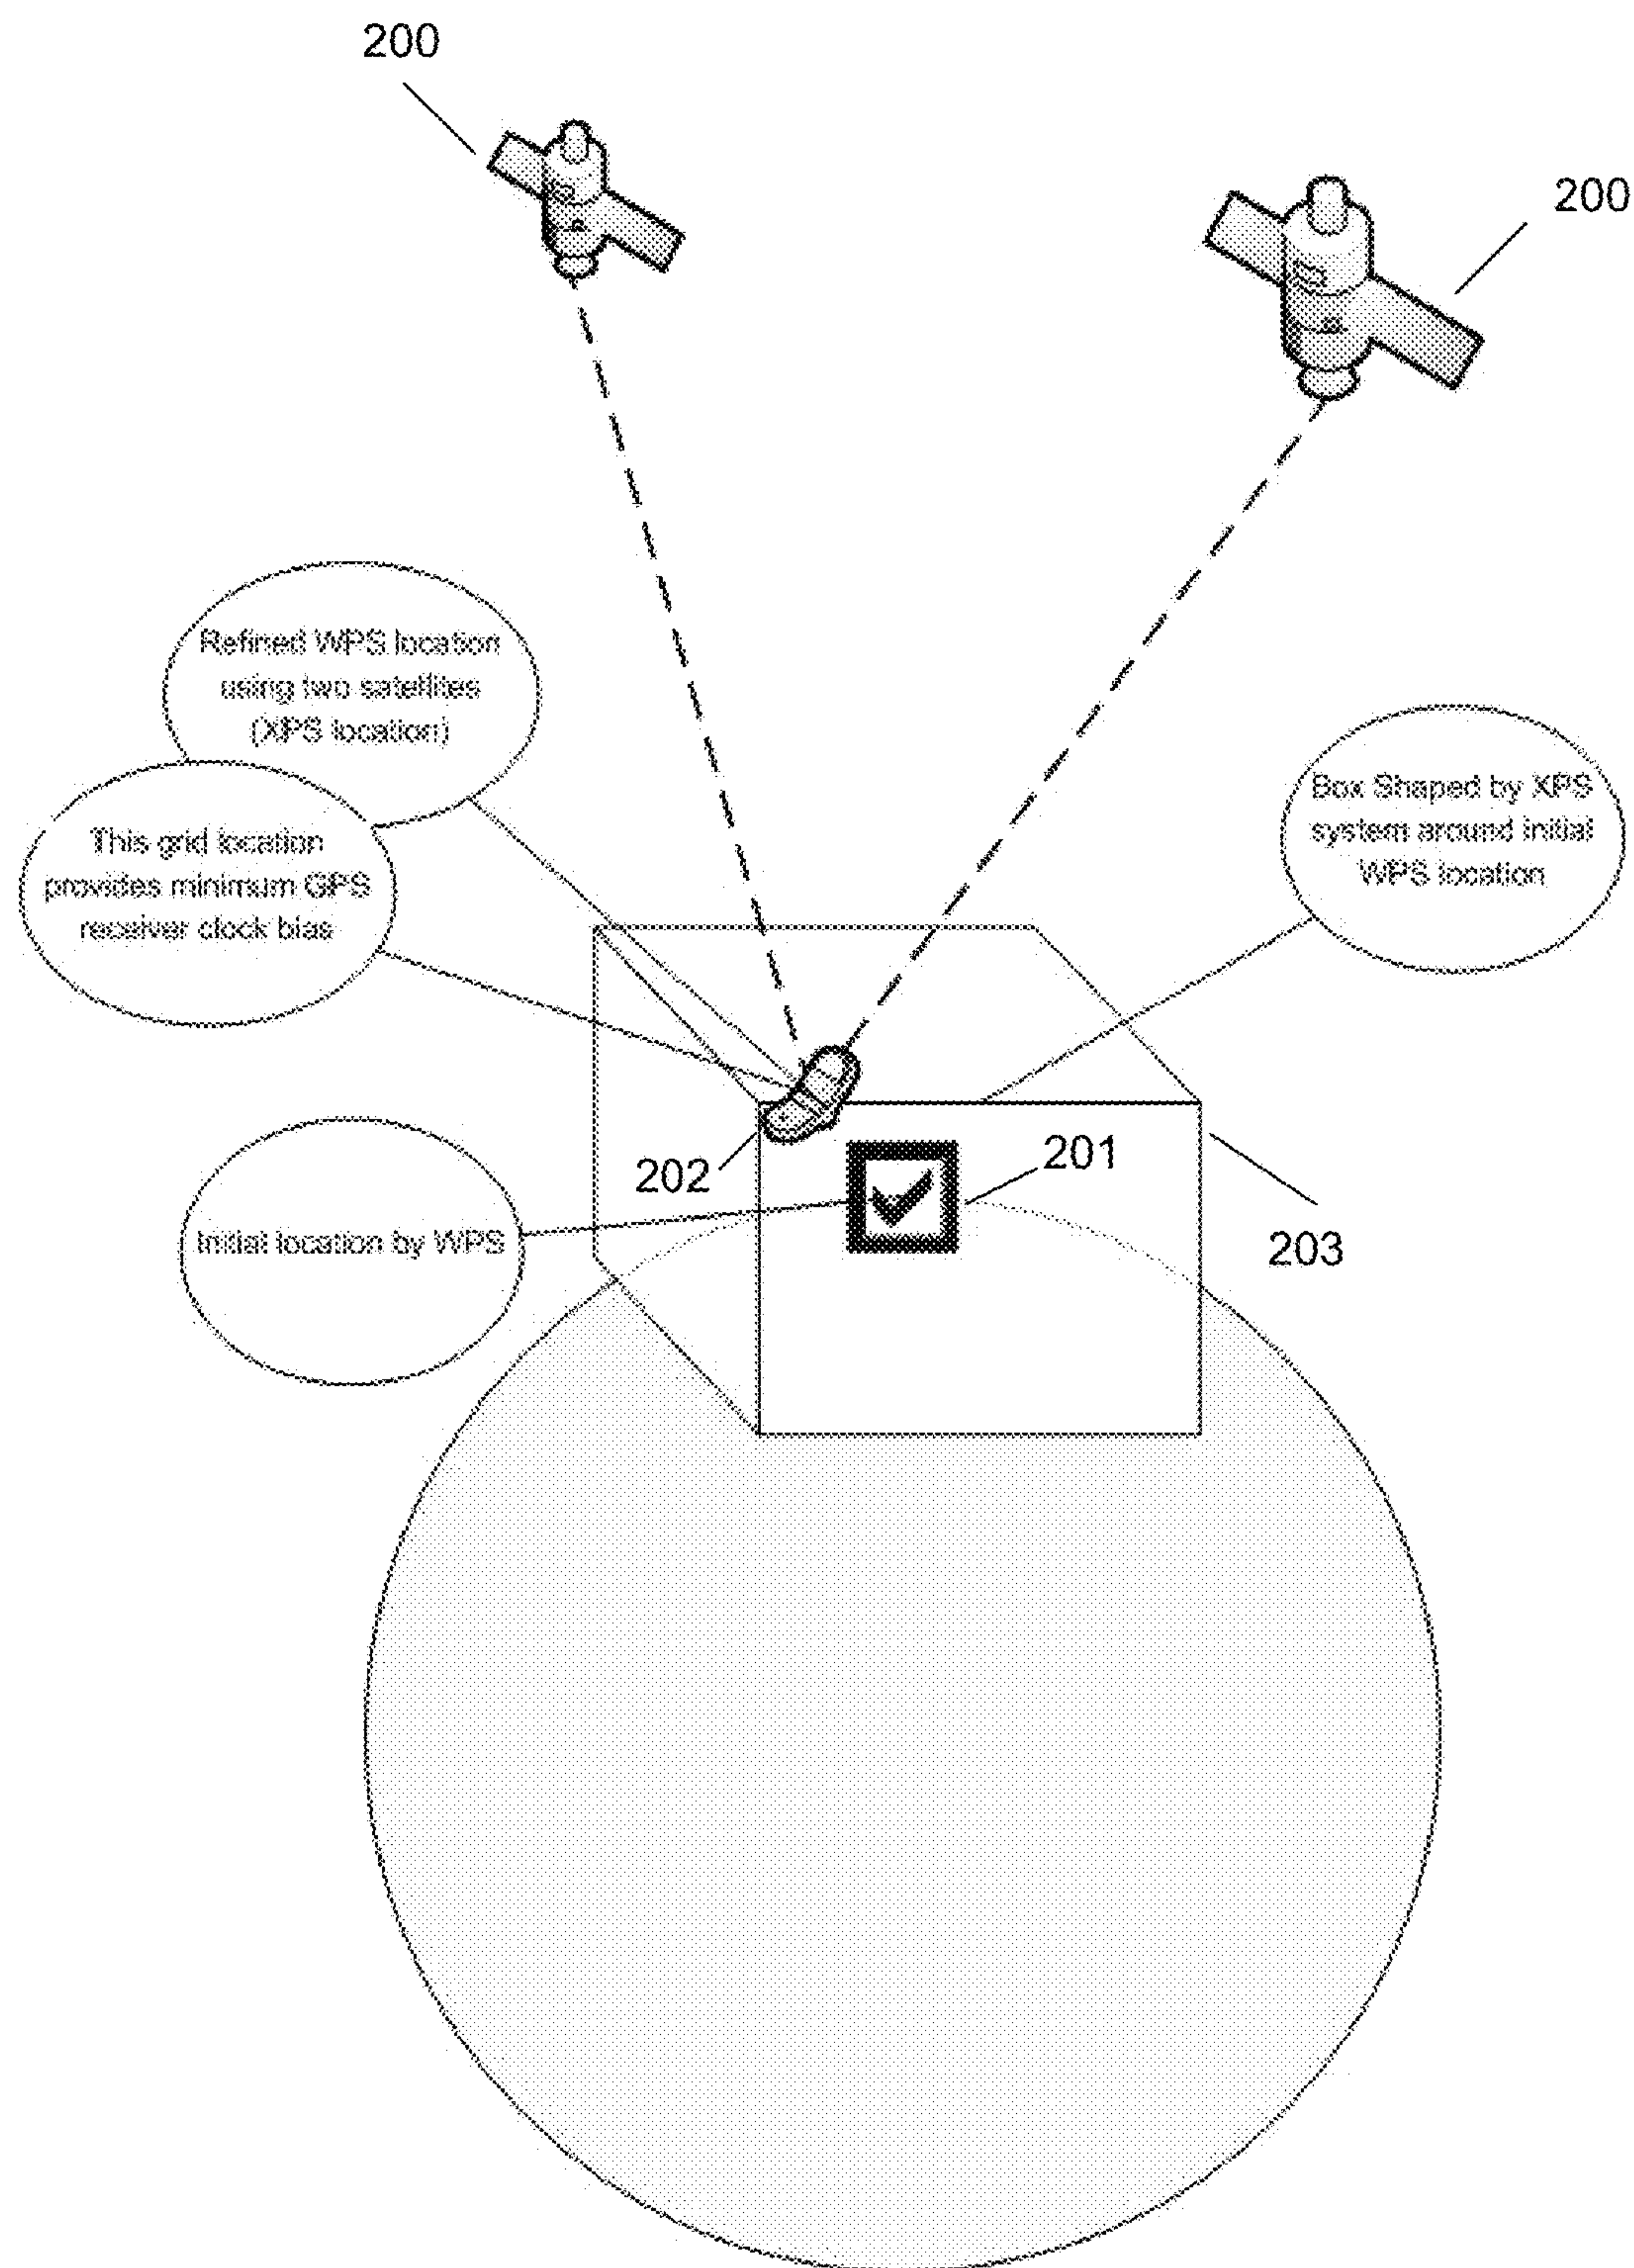 200
200
Refined WPS location
using two satellites
(XPS location)
This grid location
provides minimum GPS
receiver clock bias
Box Shaped by XPS
system around initial
WPS location
202
201
203
Initial location by WPS